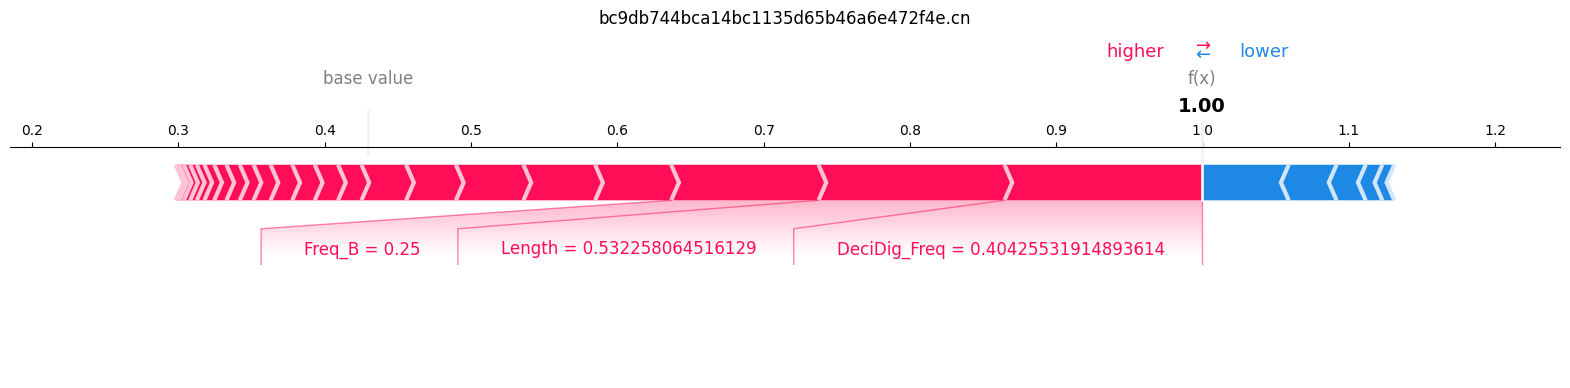 bc9db744bca14bc1135d65b46a6e472f4e.cn
higher ⇄ lower
base value f(x)
1.00
0.2 0.3 0.4 0.5 0.6 0.7 0.8 0.9 1.0 1.1 1.2
Freq_B = 0.25 Length = 0.532258064516129 DeciDig_Freq = 0.40425531914893614